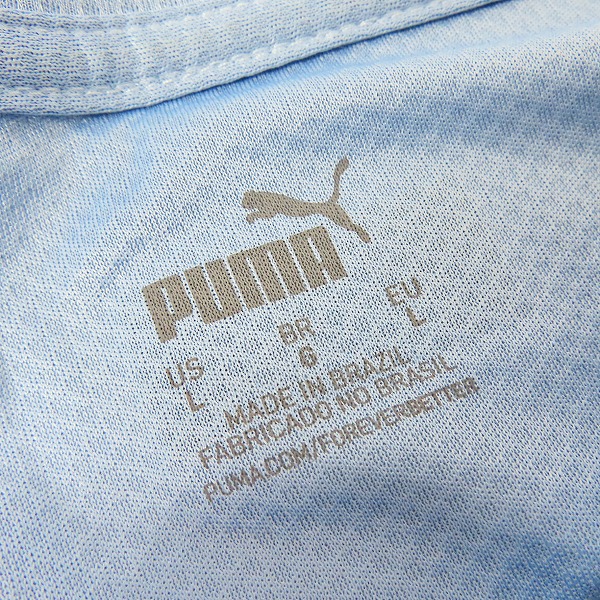 PUMA
US BR EU
L G L
MADE IN BRAZIL
FABRICADO NO BRASIL
PUMA.COM/FOREVERBETTER